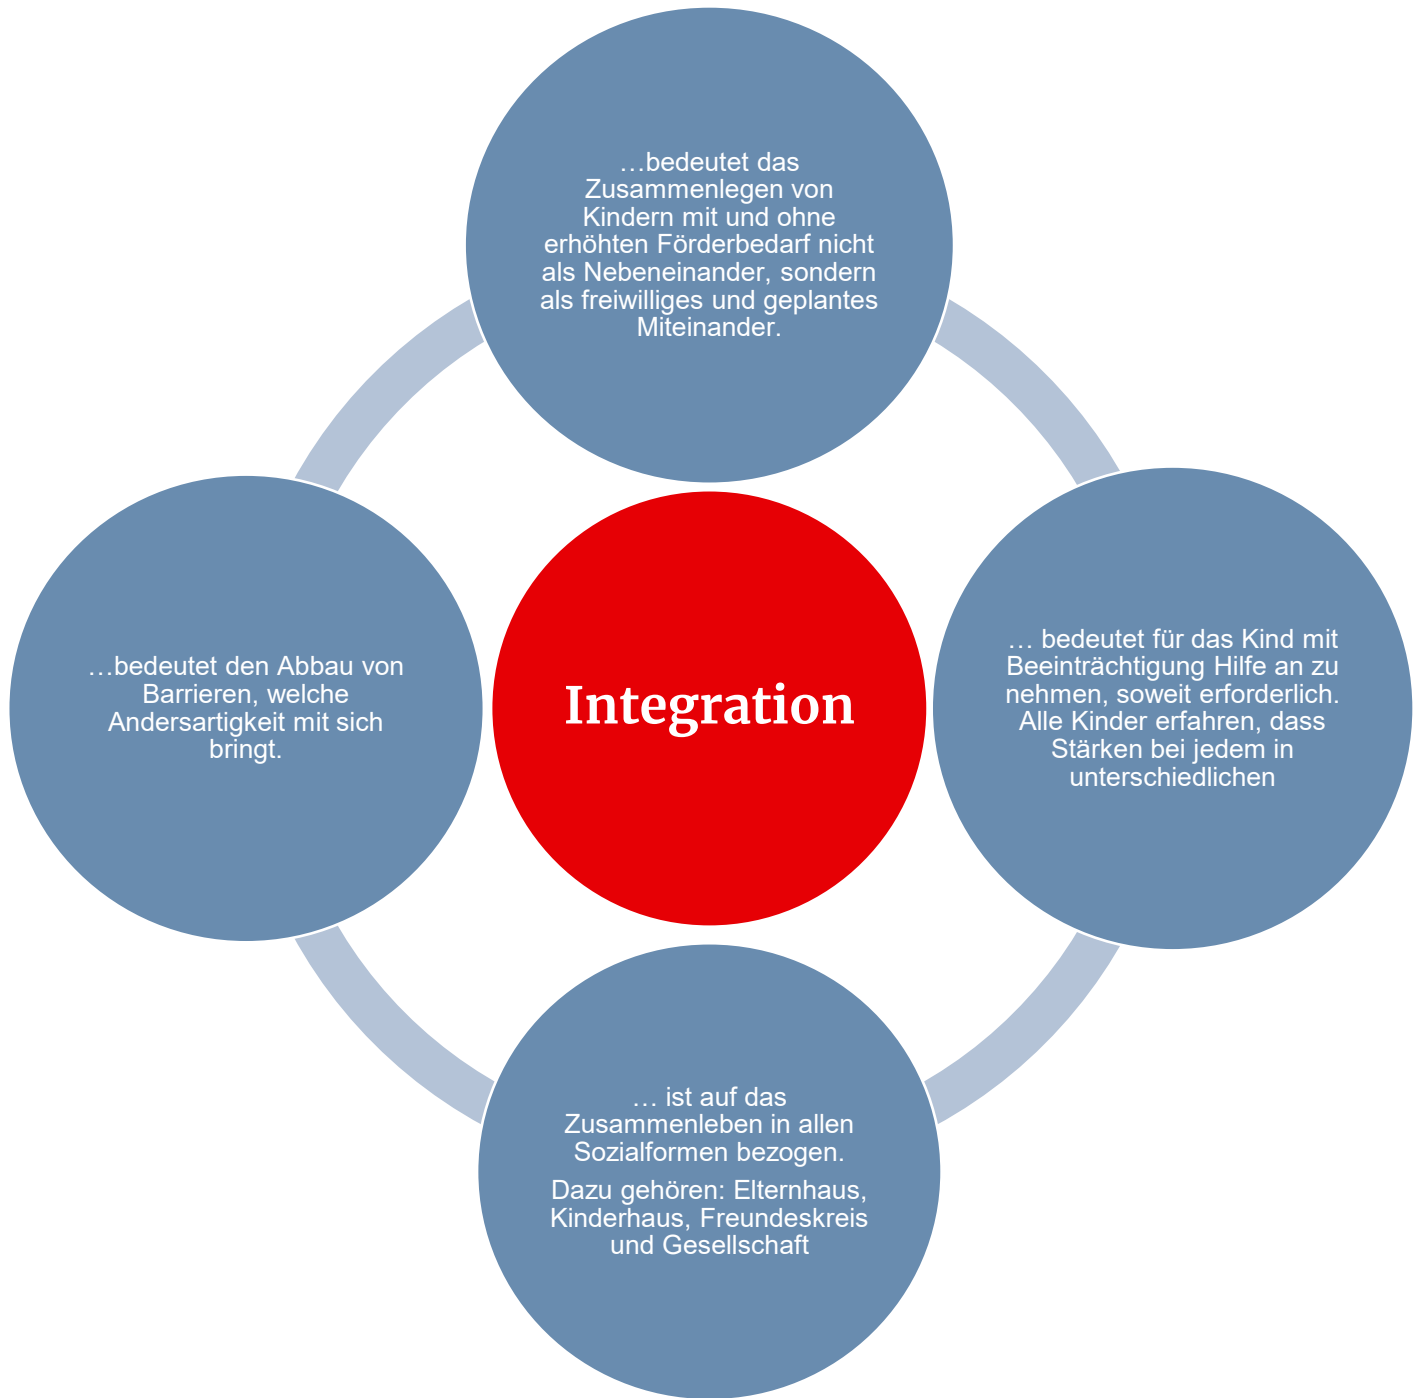 …bedeutet das
Zusammenlegen von
Kindern mit und ohne
erhöhten Förderbedarf nicht
als Nebeneinander, sondern
als freiwilliges und geplantes
Miteinander.
…bedeutet den Abbau von
Barrieren, welche
Andersartigkeit mit sich
bringt.
Integration
… bedeutet für das Kind mit
Beeinträchtigung Hilfe an zu
nehmen, soweit erforderlich.
Alle Kinder erfahren, dass
Stärken bei jedem in
unterschiedlichen
… ist auf das
Zusammenleben in allen
Sozialformen bezogen.
Dazu gehören: Elternhaus,
Kinderhaus, Freundeskreis
und Gesellschaft